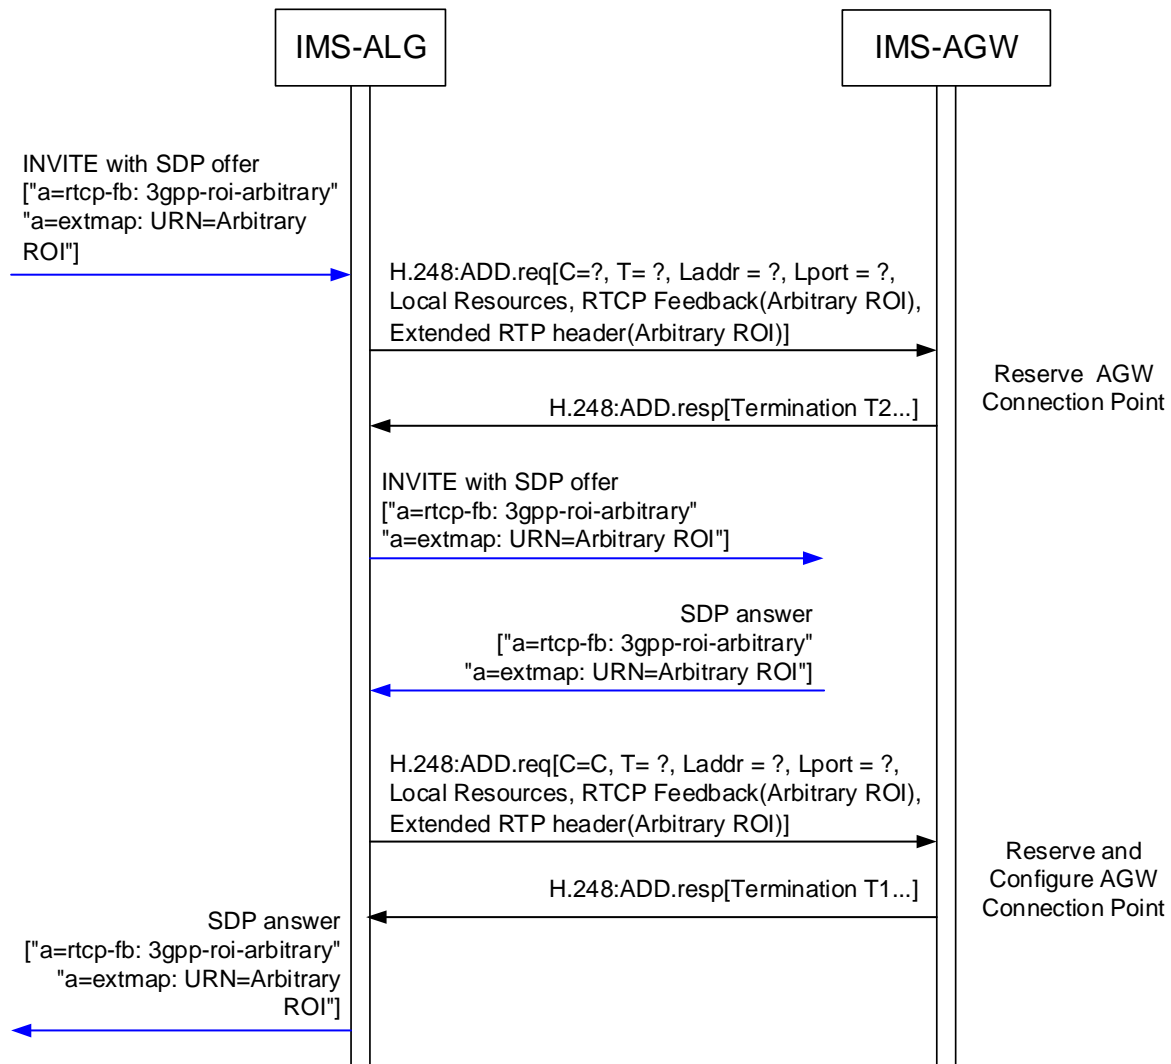 IMS-ALG
IMS-AGW
INVITE with SDP offer
["a=rtcp-fb: 3gpp-roi-arbitrary"
"a=extmap: URN=Arbitrary
ROI"]
H.248:ADD.req[C=?, T= ?, Laddr = ?, Lport = ?,
Local Resources, RTCP Feedback(Arbitrary ROI),
Extended RTP header(Arbitrary ROI)]
Reserve AGW
Connection Point
H.248:ADD.resp[Termination T2...]
INVITE with SDP offer
["a=rtcp-fb: 3gpp-roi-arbitrary"
"a=extmap: URN=Arbitrary ROI"]
SDP answer
["a=rtcp-fb: 3gpp-roi-arbitrary"
"a=extmap: URN=Arbitrary ROI"]
H.248:ADD.req[C=C, T= ?, Laddr = ?, Lport = ?,
Local Resources, RTCP Feedback(Arbitrary ROI),
Extended RTP header(Arbitrary ROI)]
Reserve and
Configure AGW
Connection Point
H.248:ADD.resp[Termination T1...]
SDP answer
["a=rtcp-fb: 3gpp-roi-arbitrary"
"a=extmap: URN=Arbitrary
ROI"]